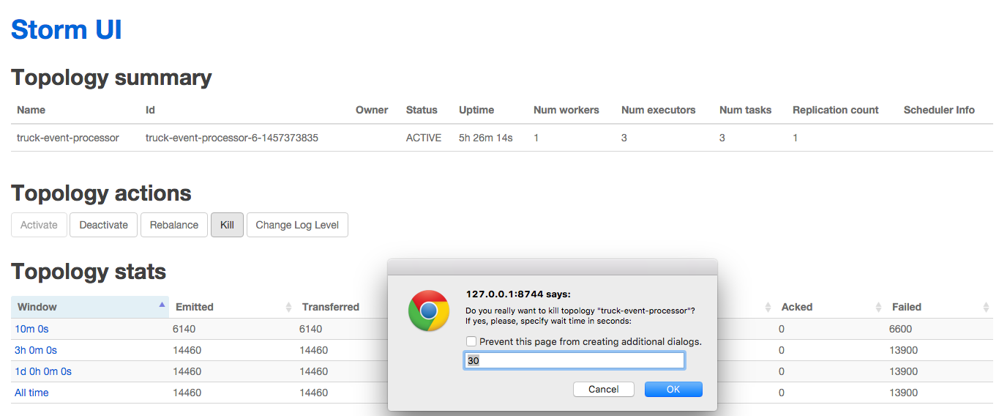 Storm UI
Topology summary
Name Id Owner Status Uptime Num workers Num executors Num tasks Replication count Scheduler Info
truck-event-processor truck-event-processor-6-1457373835 ACTIVE 5h 26m 14s 1 3 3 1
Topology actions
Activate Deactivate Rebalance Kill Change Log Level
Topology stats
Window Emitted Transferred Acked Failed
10m 0s 6140 6140 0 6600
3h 0m 0s 14460 14460 0 13900
1d 0h 0m 0s 14460 14460 0 13900
All time 14460 14460 0 13900
127.0.0.1:8744 says:
Do you really want to kill topology "truck-event-processor"?
If yes, please, specify wait time in seconds:
Prevent this page from creating additional dialogs.
30
Cancel OK